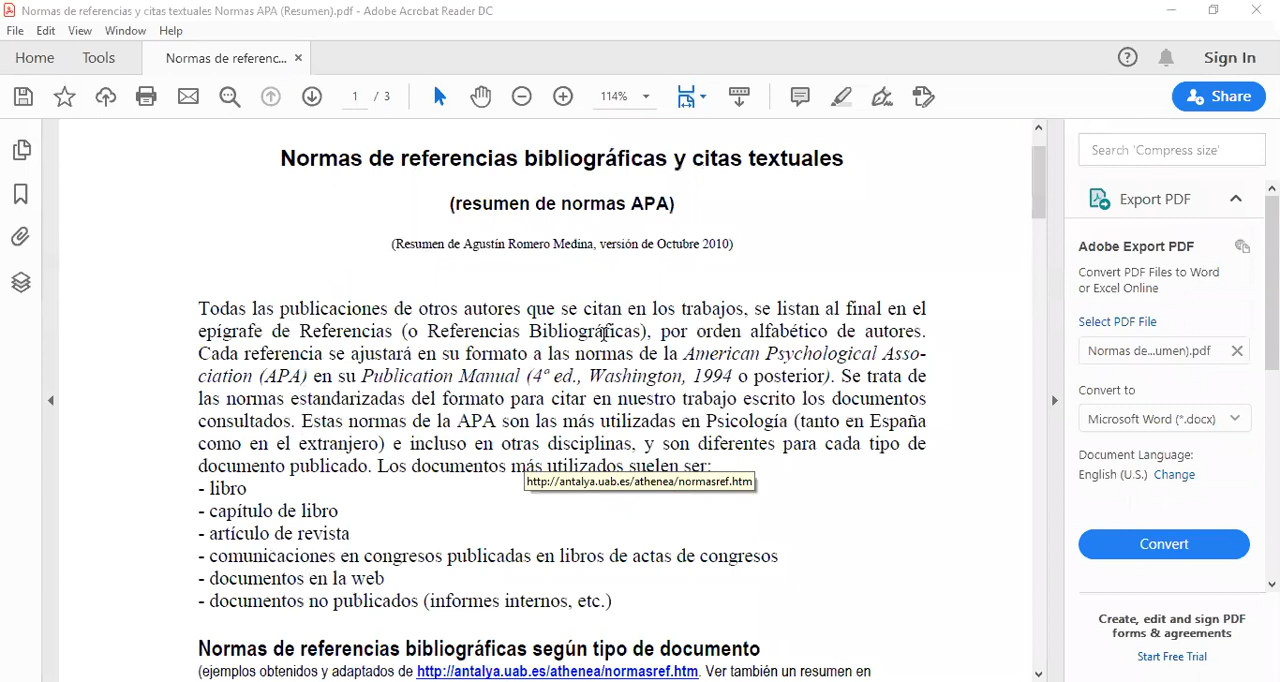 Normas de referencias y citas textuales Normas APA (Resumen).pdf - Adobe Acrobat Reader DC
File Edit View Window Help
Home Tools Normas de referenc... × Sign In
1 / 3 114% Share
Normas de referencias bibliográficas y citas textuales
(resumen de normas APA)
(Resumen de Agustín Romero Medina, versión de Octubre 2010)
Todas las publicaciones de otros autores que se citan en los trabajos, se listan al final en el
epígrafe de Referencias (o Referencias Bibliográficas), por orden alfabético de autores.
Cada referencia se ajustará en su formato a las normas de la American Psychological Asso-
ciation (APA) en su Publication Manual (4ª ed., Washington, 1994 o posterior). Se trata de
las normas estandarizadas del formato para citar en nuestro trabajo escrito los documentos
consultados. Estas normas de la APA son las más utilizadas en Psicología (tanto en España
como en el extranjero) e incluso en otras disciplinas, y son diferentes para cada tipo de
documento publicado. Los documentos más utilizados suelen ser:
http://antalya.uab.es/athenea/normasref.htm
- libro
- capítulo de libro
- artículo de revista
- comunicaciones en congresos publicadas en libros de actas de congresos
- documentos en la web
- documentos no publicados (informes internos, etc.)
Normas de referencias bibliográficas según tipo de documento
(ejemplos obtenidos y adaptados de http://antalya.uab.es/athenea/normasref.htm. Ver también un resumen en
Search 'Compress size'
Export PDF
Adobe Export PDF
Convert PDF Files to Word
or Excel Online
Select PDF File
Normas de...umen).pdf
Convert to
Microsoft Word (*.docx)
Document Language:
English (U.S.) Change
Convert
Create, edit and sign PDF
forms & agreements
Start Free Trial